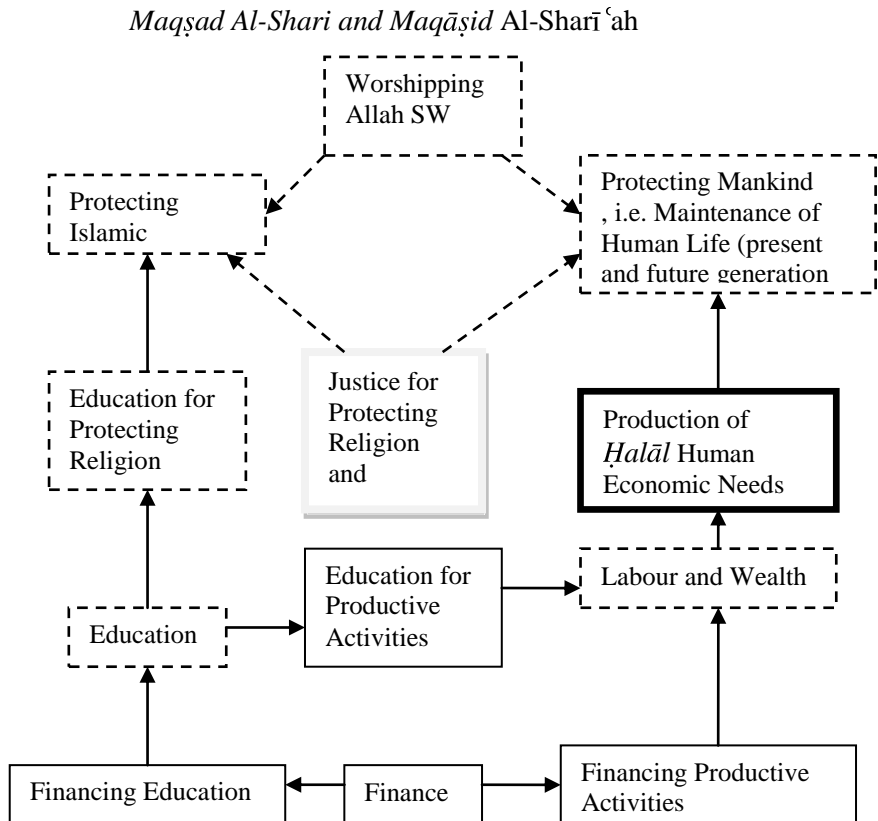 Maqṣad Al-Shari and Maqāṣid Al-Sharīʿah
Worshipping
Allah SW
Protecting
Islamic
Protecting Mankind
, i.e. Maintenance of
Human Life (present
and future generation
Education for
Protecting
Religion
Justice for
Protecting
Religion and
Production of
Ḥalāl Human
Economic Needs
Education for
Productive
Activities
Labour and Wealth
Education
Financing Education
Finance
Financing Productive
Activities